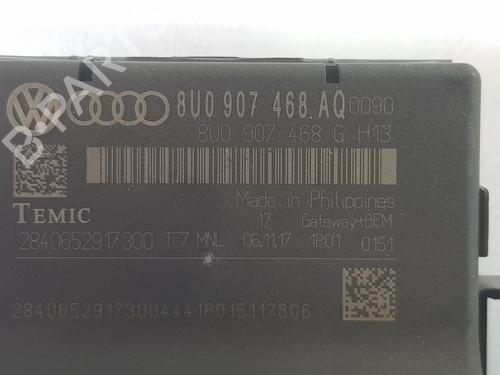 8U0 907 468 AQ 0090
8U0 907 468 G H13
Made in Philippines
TEMIC 17 Gateway+BEM
2840652917300 TF7 MNL 06.11.17 1P01 0151
28406529173004441P015117B06
B-PARTS